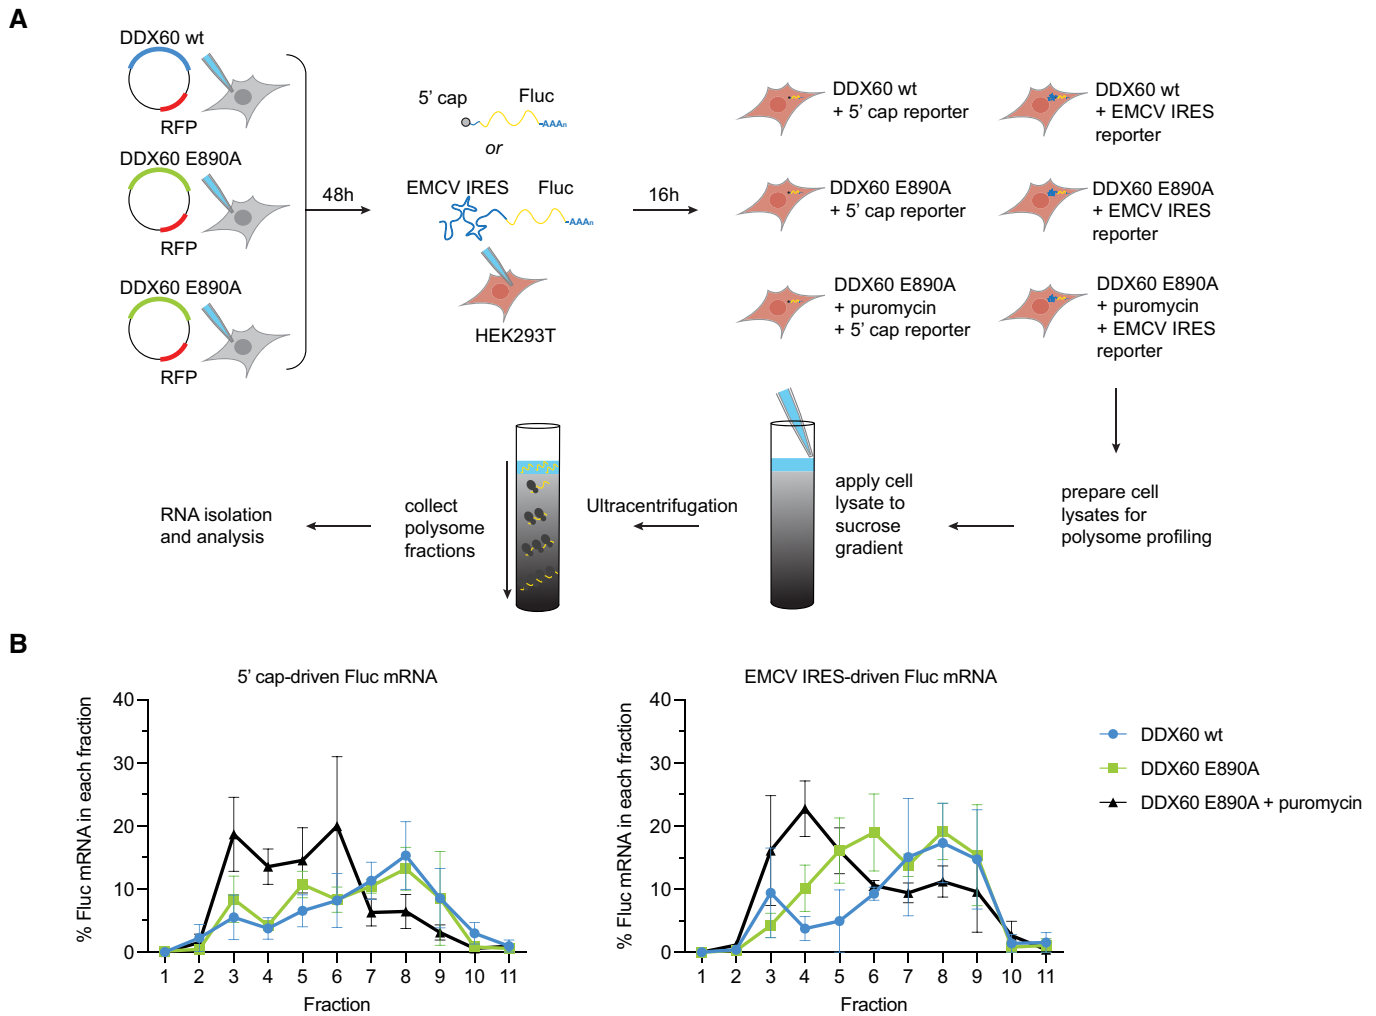 A
DDX60 wt
RFP
DDX60 E890A
RFP
DDX60 E890A
RFP
48h
5’ cap
Fluc
AAAn
or
EMCV IRES
Fluc
AAAn
HEK293T
16h
DDX60 wt
+ 5’ cap reporter
DDX60 wt
+ EMCV IRES
reporter
DDX60 E890A
+ 5’ cap reporter
DDX60 E890A
+ EMCV IRES
reporter
DDX60 E890A
+ puromycin
+ 5’ cap reporter
DDX60 E890A
+ puromycin
+ EMCV IRES
reporter
prepare cell
lysates for
polysome profiling
apply cell
lysate to
sucrose
gradient
Ultracentrifugation
collect
polysome
fractions
RNA isolation
and analysis
B
5’ cap-driven Fluc mRNA
% Fluc mRNA in each fraction
40
30
20
10
0
1 2 3 4 5 6 7 8 9 10 11
Fraction
EMCV IRES-driven Fluc mRNA
% Fluc mRNA in each fraction
40
30
20
10
0
1 2 3 4 5 6 7 8 9 10 11
Fraction
DDX60 wt
DDX60 E890A
DDX60 E890A + puromycin